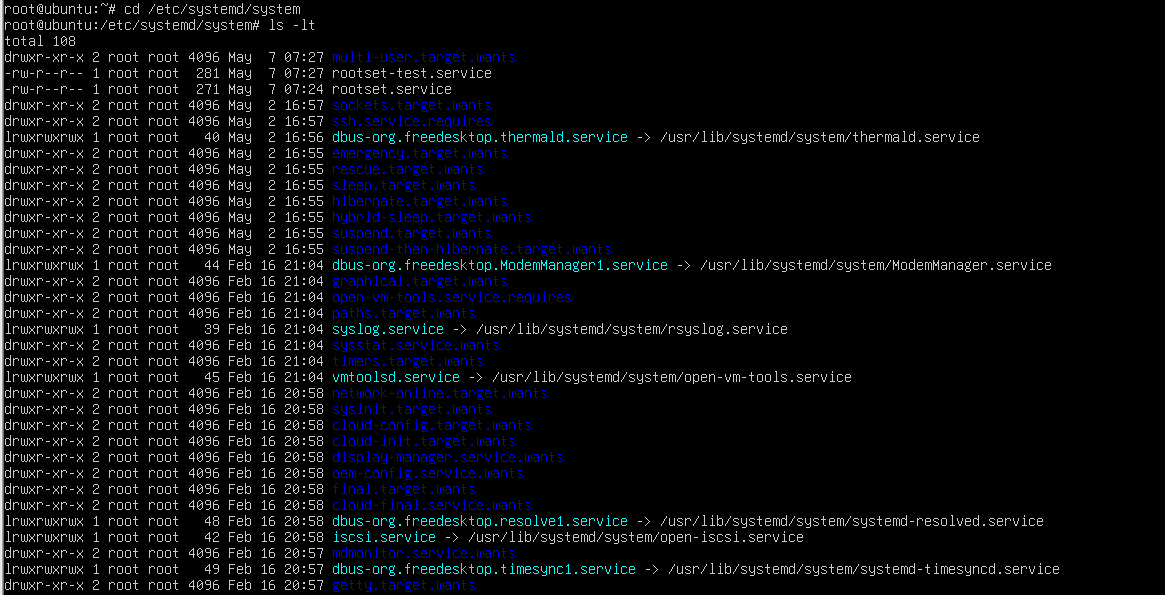 root@ubuntu:~# cd /etc/systemd/system
root@ubuntu:/etc/systemd/system# ls -lt
total 108
drwxr-xr-x 2 root root 4096 May  7 07:27 multi-user.target.wants
-rw-r--r-- 1 root root  281 May  7 07:27 rootset-test.service
-rw-r--r-- 1 root root  271 May  7 07:24 rootset.service
drwxr-xr-x 2 root root 4096 May  2 16:57 sockets.target.wants
drwxr-xr-x 2 root root 4096 May  2 16:57 ssh.service.requires
lrwxrwxrwx 1 root root   40 May  2 16:56 dbus-org.freedesktop.thermald.service -> /usr/lib/systemd/system/thermald.service
drwxr-xr-x 2 root root 4096 May  2 16:55 emergency.target.wants
drwxr-xr-x 2 root root 4096 May  2 16:55 rescue.target.wants
drwxr-xr-x 2 root root 4096 May  2 16:55 sleep.target.wants
drwxr-xr-x 2 root root 4096 May  2 16:55 hibernate.target.wants
drwxr-xr-x 2 root root 4096 May  2 16:55 hybrid-sleep.target.wants
drwxr-xr-x 2 root root 4096 May  2 16:55 suspend.target.wants
drwxr-xr-x 2 root root 4096 May  2 16:55 suspend-then-hibernate.target.wants
lrwxrwxrwx 1 root root   44 Feb 16 21:04 dbus-org.freedesktop.ModemManager1.service -> /usr/lib/systemd/system/ModemManager.service
drwxr-xr-x 2 root root 4096 Feb 16 21:04 graphical.target.wants
drwxr-xr-x 2 root root 4096 Feb 16 21:04 open-vm-tools.service.requires
drwxr-xr-x 2 root root 4096 Feb 16 21:04 paths.target.wants
lrwxrwxrwx 1 root root   39 Feb 16 21:04 syslog.service -> /usr/lib/systemd/system/rsyslog.service
drwxr-xr-x 2 root root 4096 Feb 16 21:04 sysstat.service.wants
drwxr-xr-x 2 root root 4096 Feb 16 21:04 timers.target.wants
lrwxrwxrwx 1 root root   45 Feb 16 21:04 vmtoolsd.service -> /usr/lib/systemd/system/open-vm-tools.service
drwxr-xr-x 2 root root 4096 Feb 16 20:58 network-online.target.wants
drwxr-xr-x 2 root root 4096 Feb 16 20:58 sysinit.target.wants
drwxr-xr-x 2 root root 4096 Feb 16 20:58 cloud-config.target.wants
drwxr-xr-x 2 root root 4096 Feb 16 20:58 cloud-init.target.wants
drwxr-xr-x 2 root root 4096 Feb 16 20:58 display-manager.service.wants
drwxr-xr-x 2 root root 4096 Feb 16 20:58 oem-config.service.wants
drwxr-xr-x 2 root root 4096 Feb 16 20:58 final.target.wants
drwxr-xr-x 2 root root 4096 Feb 16 20:58 cloud-final.service.wants
lrwxrwxrwx 1 root root   48 Feb 16 20:58 dbus-org.freedesktop.resolve1.service -> /usr/lib/systemd/system/systemd-resolved.service
lrwxrwxrwx 1 root root   42 Feb 16 20:58 iscsi.service -> /usr/lib/systemd/system/open-iscsi.service
drwxr-xr-x 2 root root 4096 Feb 16 20:57 mdmonitor.service.wants
lrwxrwxrwx 1 root root   49 Feb 16 20:57 dbus-org.freedesktop.timesync1.service -> /usr/lib/systemd/system/systemd-timesyncd.service
drwxr-xr-x 2 root root 4096 Feb 16 20:57 getty.target.wants